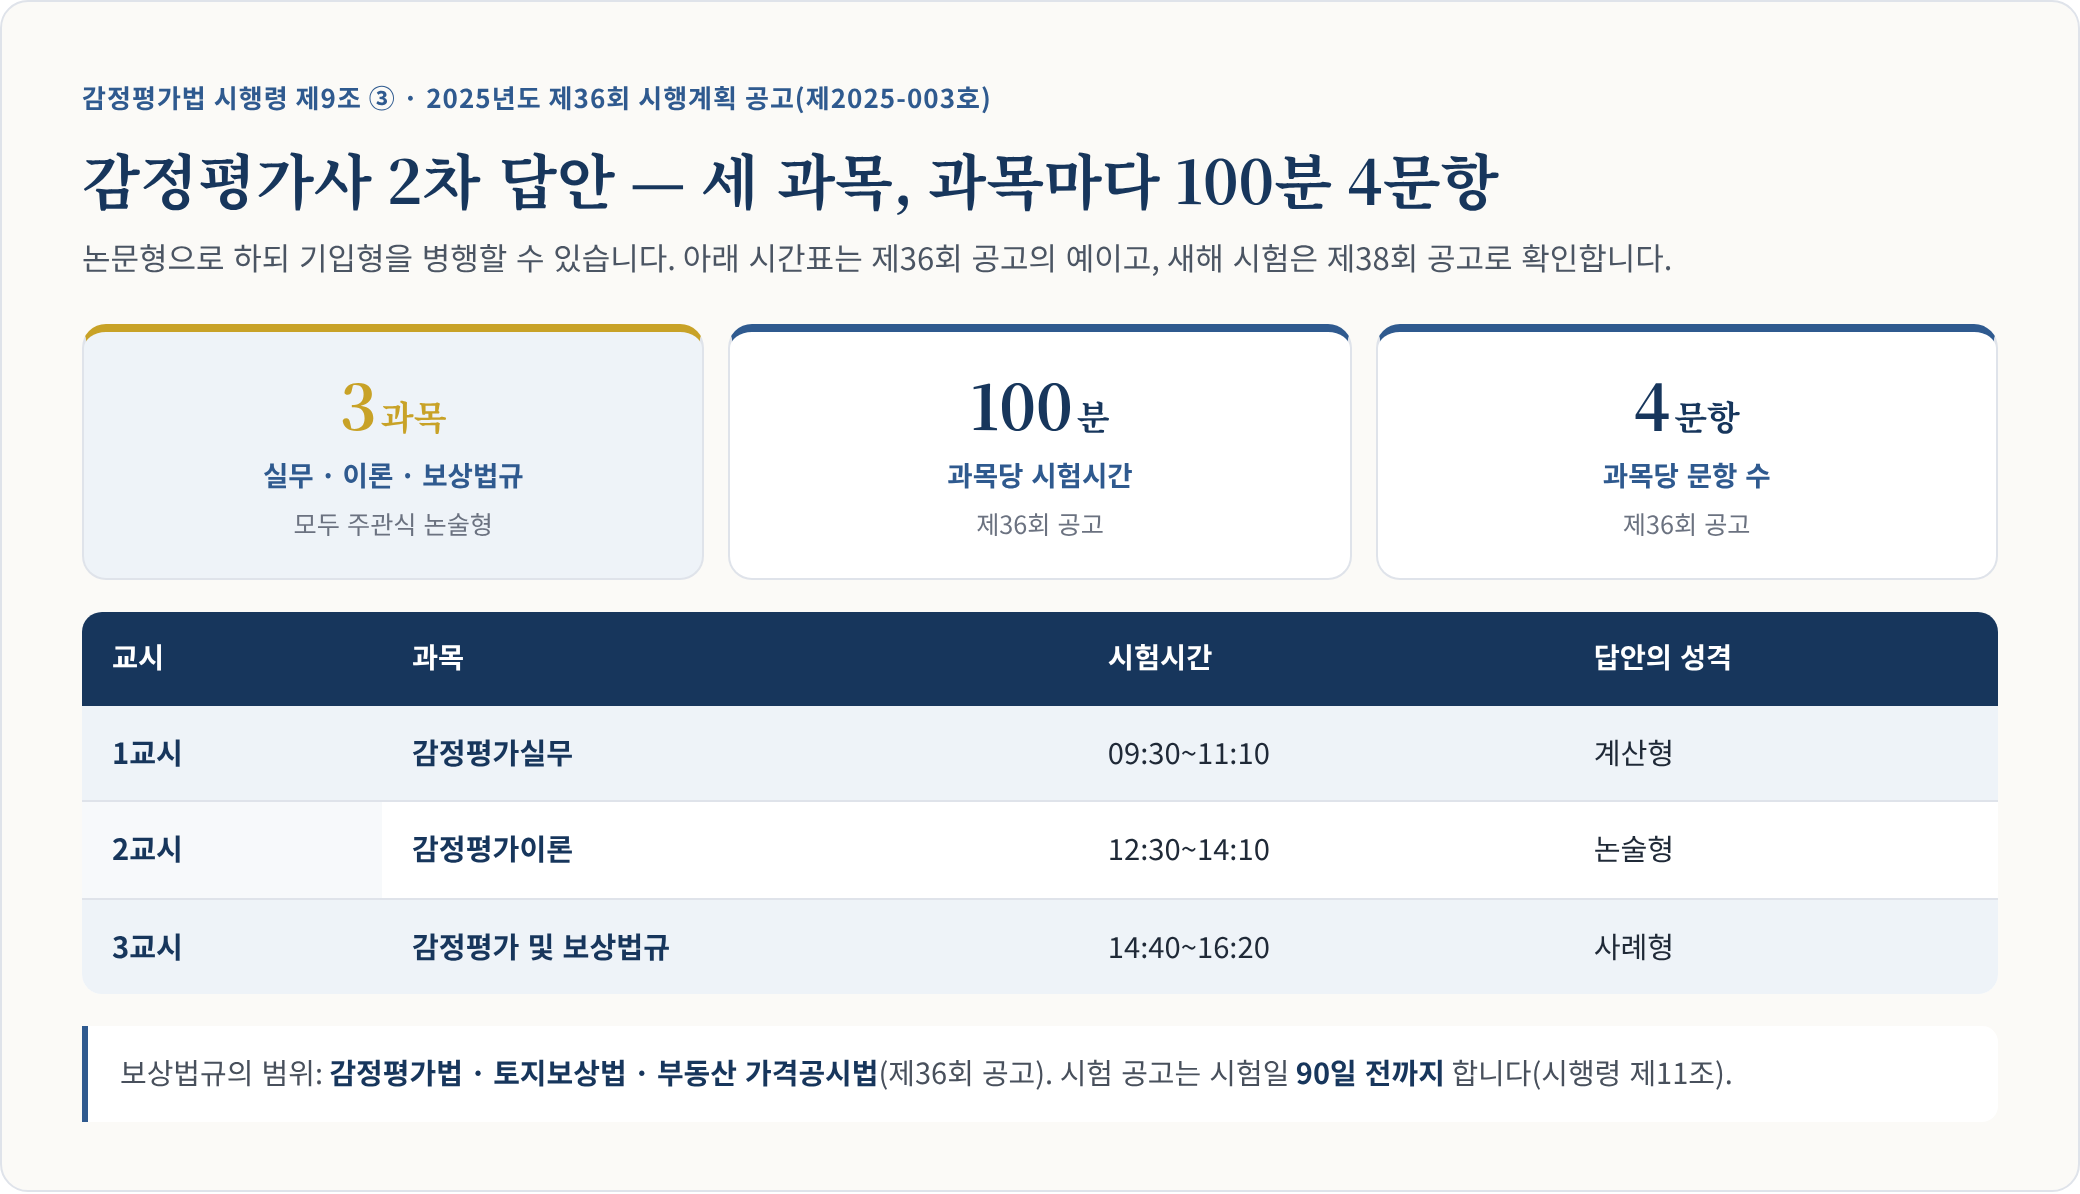 감정평가법 시행령 제9조 ③ · 2025년도 제36회 시행계획 공고(제2025-003호)
감정평가사 2차 답안 — 세 과목, 과목마다 100분 4문항
논문형으로 하되 기입형을 병행할 수 있습니다. 아래 시간표는 제36회 공고의 예이고, 새해 시험은 제38회 공고로 확인합니다.
3과목
실무 · 이론 · 보상법규
모두 주관식 논술형
100분
과목당 시험시간
제36회 공고
4문항
과목당 문항 수
제36회 공고
교시 과목 시험시간 답안의 성격
1교시 감정평가실무 09:30~11:10 계산형
2교시 감정평가이론 12:30~14:10 논술형
3교시 감정평가 및 보상법규 14:40~16:20 사례형
보상법규의 범위: 감정평가법 · 토지보상법 · 부동산 가격공시법(제36회 공고). 시험 공고는 시험일 90일 전까지 합니다(시행령 제11조).